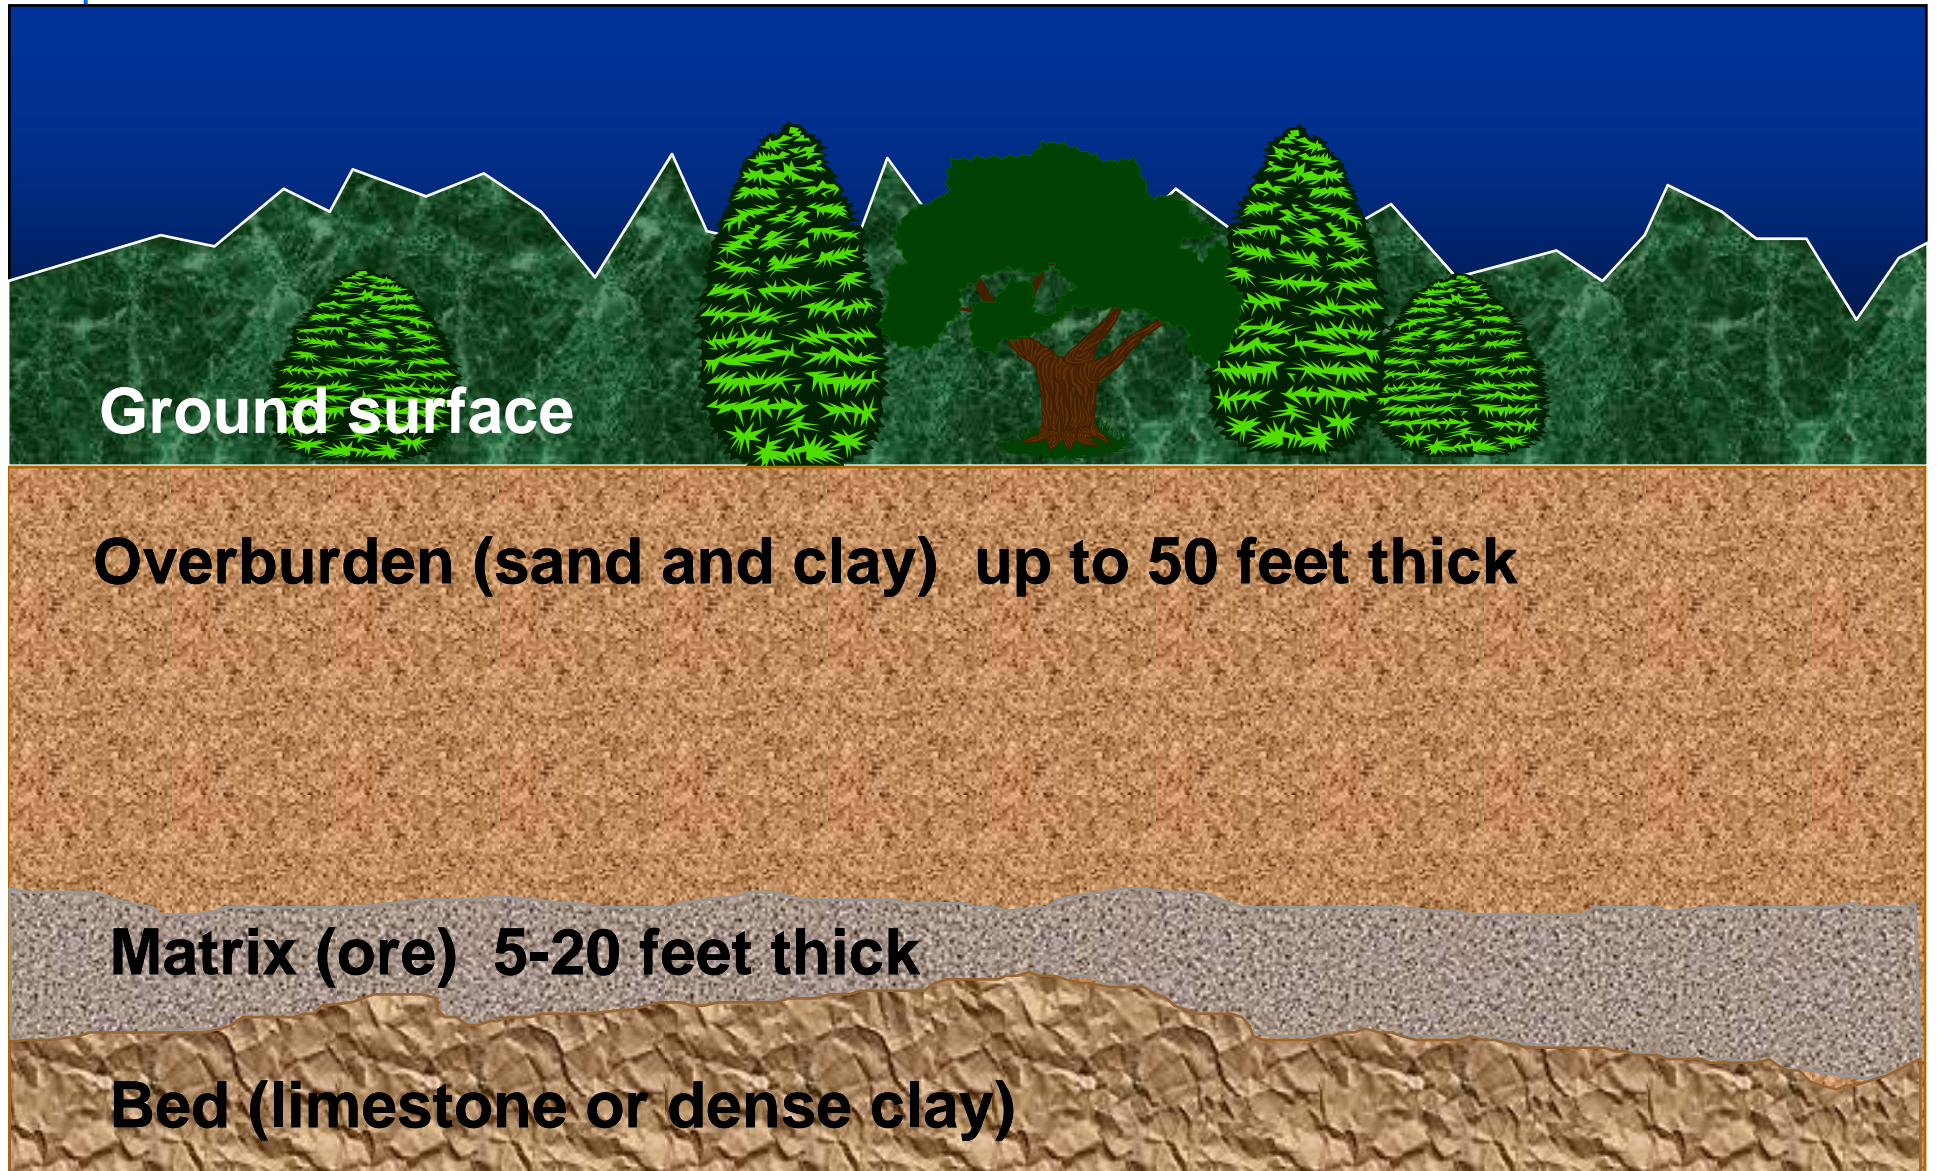 Ground surface
Overburden (sand and clay)  up to 50 feet thick
Matrix (ore)  5-20 feet thick
Bed (limestone or dense clay)